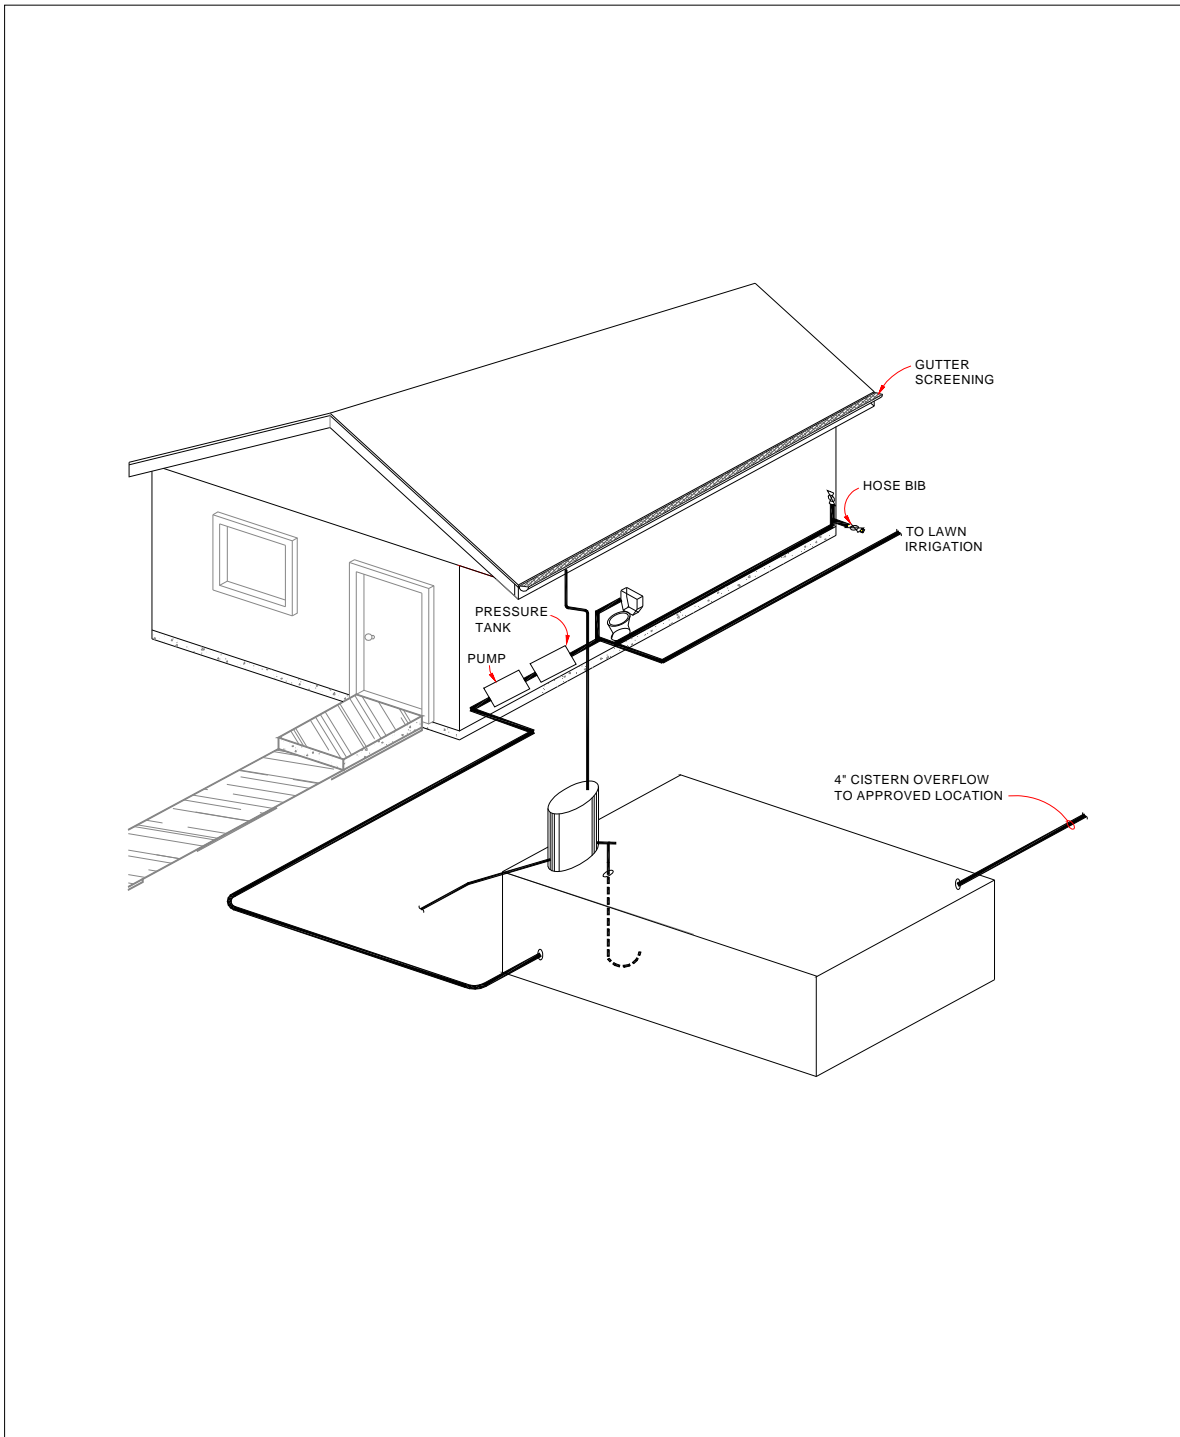 GUTTER
SCREENING
HOSE BIB
TO LAWN
IRRIGATION
PRESSURE
TANK
PUMP
4" CISTERN OVERFLOW
TO APPROVED LOCATION